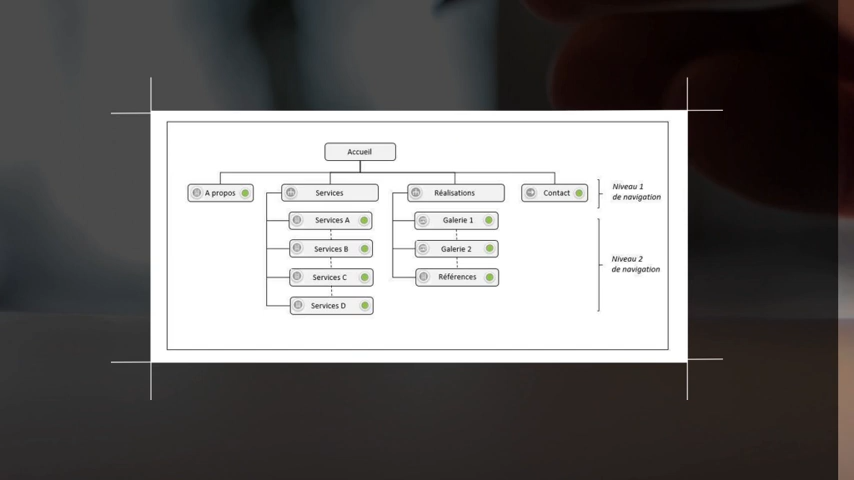 Accueil
A propos
Services
Réalisations
Contact
Niveau 1
de navigation
Services A
Galerie 1
Services B
Galerie 2
Niveau 2
de navigation
Services C
Références
Services D